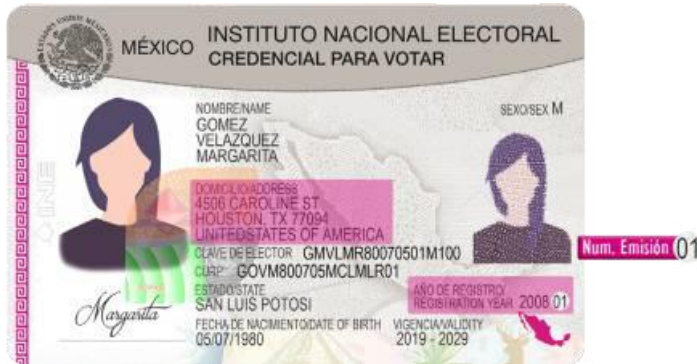 MÉXICO
INSTITUTO NACIONAL ELECTORAL
CREDENCIAL PARA VOTAR
NOMBRE/NAME
GOMEZ
VELAZQUEZ
MARGARITA
SEXO/SEX M
DOMICILIO/ADDRESS
4506 CAROLINE ST
HOUSTON, TX 77094
UNITEDSTATES OF AMERICA
CLAVE DE ELECTOR GMVLMR80070501M100
CURP GOVM800705MCLMLR01
ESTADO/STATE
SAN LUIS POTOSI
AÑO DE REGISTRO/
REGISTRATION YEAR 2008 01
FECHA DE NACIMIENTO/DATE OF BIRTH
05/07/1980
VIGENCIA/VALIDITY
2019 - 2029
Margarita
INE
Num. Emisión 01